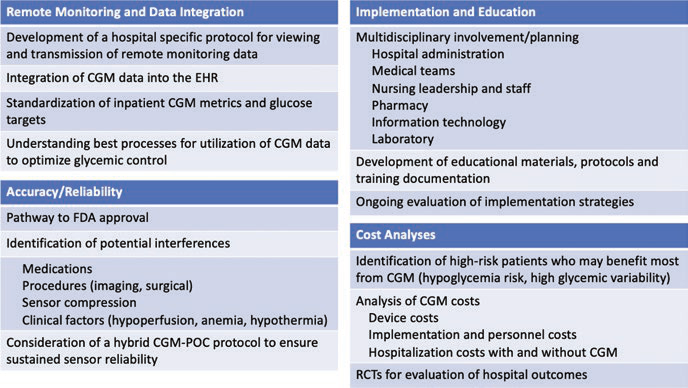 Remote Monitoring and Data Integration
Development of a hospital specific protocol for viewing
and transmission of remote monitoring data
Integration of CGM data into the EHR
Standardization of inpatient CGM metrics and glucose
targets
Understanding best processes for utilization of CGM data
to optimize glycemic control
Accuracy/Reliability
Pathway to FDA approval
Identification of potential interferences
Medications
Procedures (imaging, surgical)
Sensor compression
Clinical factors (hypoperfusion, anemia, hypothermia)
Consideration of a hybrid CGM-POC protocol to ensure
sustained sensor reliability
Implementation and Education
Multidisciplinary involvement/planning
Hospital administration
Medical teams
Nursing leadership and staff
Pharmacy
Information technology
Laboratory
Development of educational materials, protocols and
training documentation
Ongoing evaluation of implementation strategies
Cost Analyses
Identification of high-risk patients who may benefit most
from CGM (hypoglycemia risk, high glycemic variability)
Analysis of CGM costs
Device costs
Implementation and personnel costs
Hospitalization costs with and without CGM
RCTs for evaluation of hospital outcomes